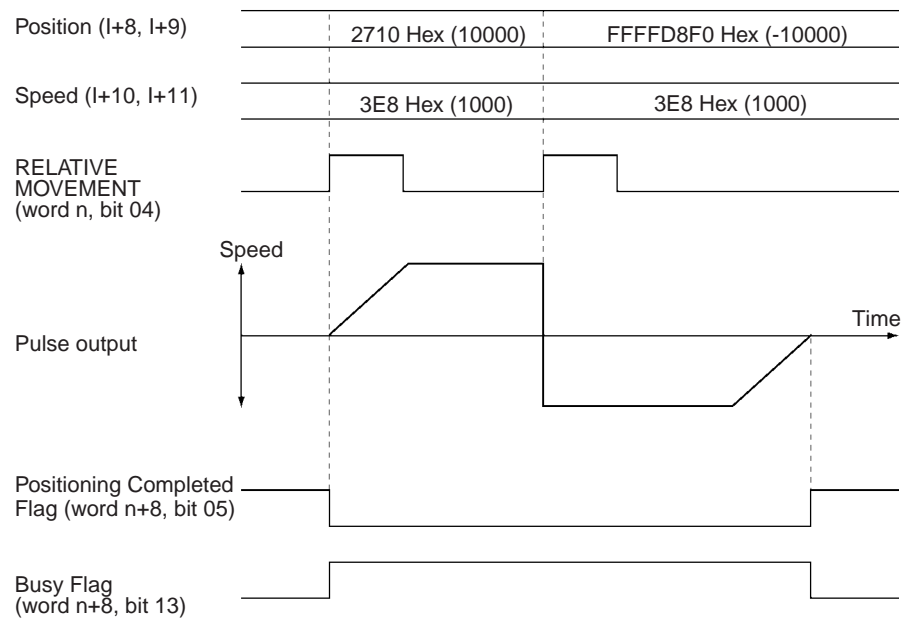 Position (I+8, I+9)
2710 Hex (10000)
FFFFD8F0 Hex (-10000)
Speed (I+10, I+11)
3E8 Hex (1000)
3E8 Hex (1000)
RELATIVE
MOVEMENT
(word n, bit 04)
Speed
Time
Pulse output
Positioning Completed
Flag (word n+8, bit 05)
Busy Flag
(word n+8, bit 13)